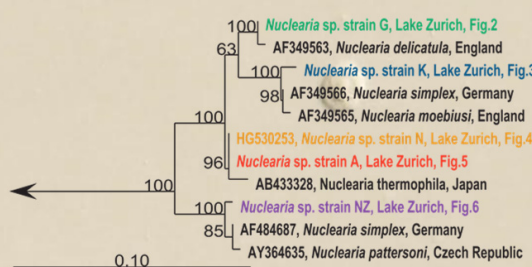 100 Nuclearia sp. strain G, Lake Zurich, Fig.2
AF349563, Nuclearia delicatula, England
63
100 Nuclearia sp. strain K, Lake Zurich, Fig.3
AF349566, Nuclearia simplex, Germany
98
AF349565, Nuclearia moebiusi, England
100
HG530253, Nuclearia sp. strain N, Lake Zurich, Fig.4
96 Nuclearia sp. strain A, Lake Zurich, Fig.5
AB433328, Nuclearia thermophila, Japan
100
100 Nuclearia sp. strain NZ, Lake Zurich, Fig.6
85 AF484687, Nuclearia simplex, Germany
AY364635, Nuclearia pattersoni, Czech Republic
0.10